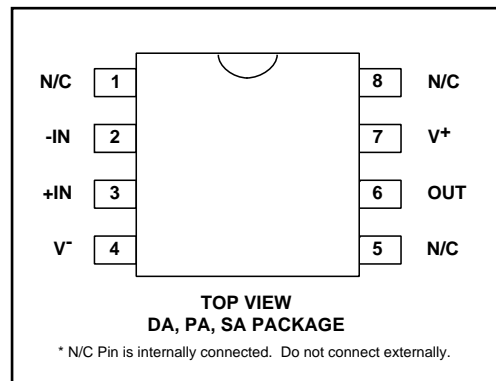 N/C 1 8 N/C
-IN 2 7 V+
+IN 3 6 OUT
V- 4 5 N/C
TOP VIEW
DA, PA, SA PACKAGE
* N/C Pin is internally connected. Do not connect externally.